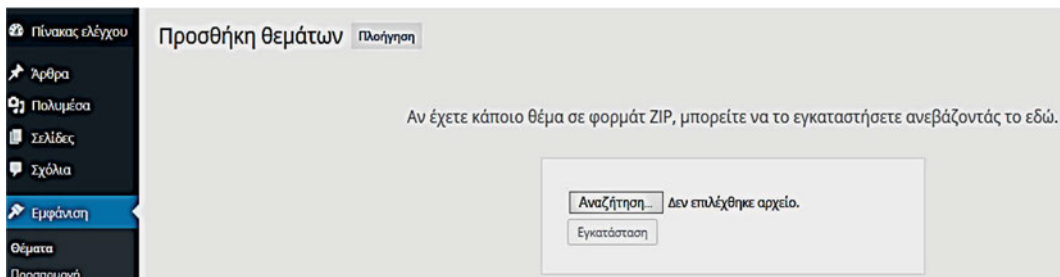 Πίνακας ελέγχου
Άρθρα
Πολυμέσα
Σελίδες
Σχόλια
Εμφάνιση
Θέματα
Προσαρμογή
Προσθήκη θεμάτων Πλοήγηση
Αν έχετε κάποιο θέμα σε φορμάτ ZIP, μπορείτε να το εγκαταστήσετε ανεβάζοντάς το εδώ.
Αναζήτηση... Δεν επιλέχθηκε αρχείο.
Εγκατάσταση